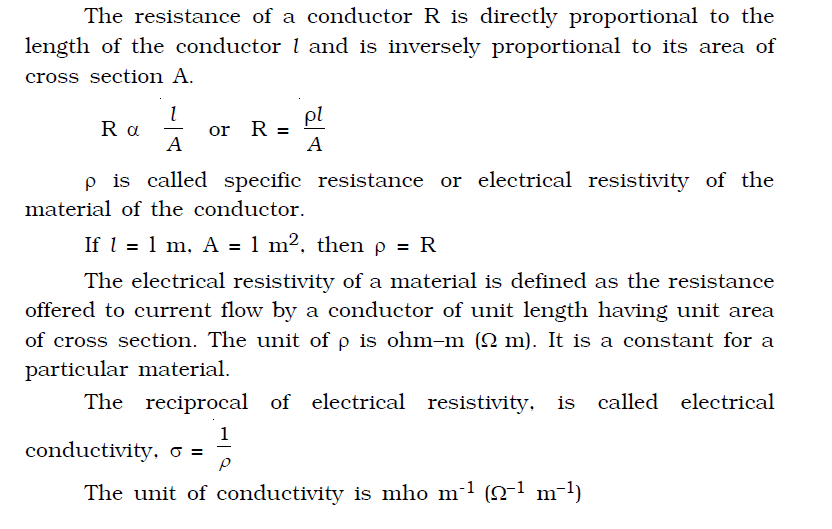 The resistance of a conductor R is directly proportional to the
length of the conductor l and is inversely proportional to its area of
cross section A.
R α l/A or R = ρl/A
ρ is called specific resistance or electrical resistivity of the
material of the conductor.
If l = 1 m, A = 1 m², then ρ = R
The electrical resistivity of a material is defined as the resistance
offered to current flow by a conductor of unit length having unit area
of cross section. The unit of ρ is ohm−m (Ω m). It is a constant for a
particular material.
The reciprocal of electrical resistivity, is called electrical
conductivity, σ = 1/ρ
The unit of conductivity is mho m⁻¹ (Ω⁻¹ m⁻¹)